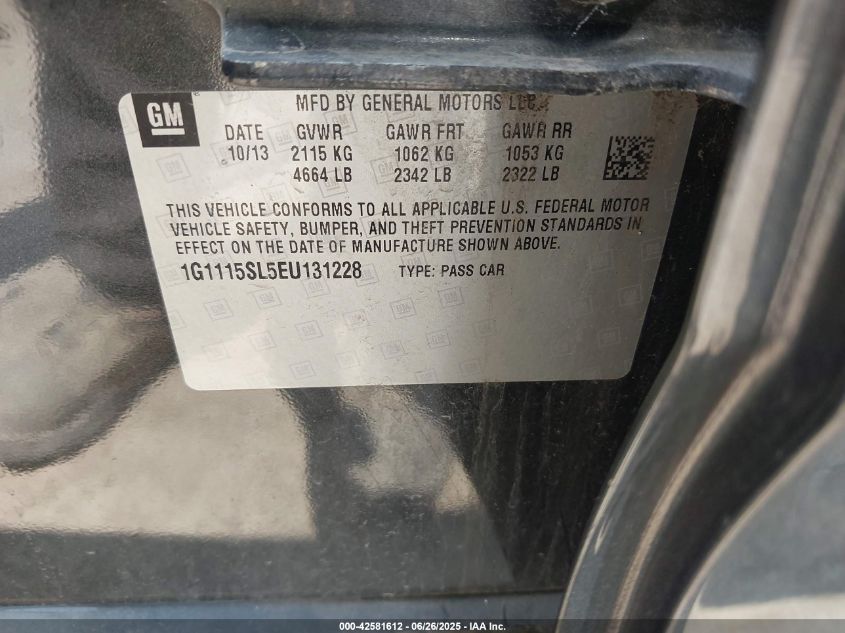 GM
MFD BY GENERAL MOTORS LLC
DATE GVWR GAWR FRT GAWR RR
10/13 2115 KG 1062 KG 1053 KG
4664 LB 2342 LB 2322 LB
THIS VEHICLE CONFORMS TO ALL APPLICABLE U.S. FEDERAL MOTOR
VEHICLE SAFETY, BUMPER, AND THEFT PREVENTION STANDARDS IN
EFFECT ON THE DATE OF MANUFACTURE SHOWN ABOVE.
1G1115SL5EU131228 TYPE: PASS CAR
000-42581612 - 06/26/2025 - IAA Inc.